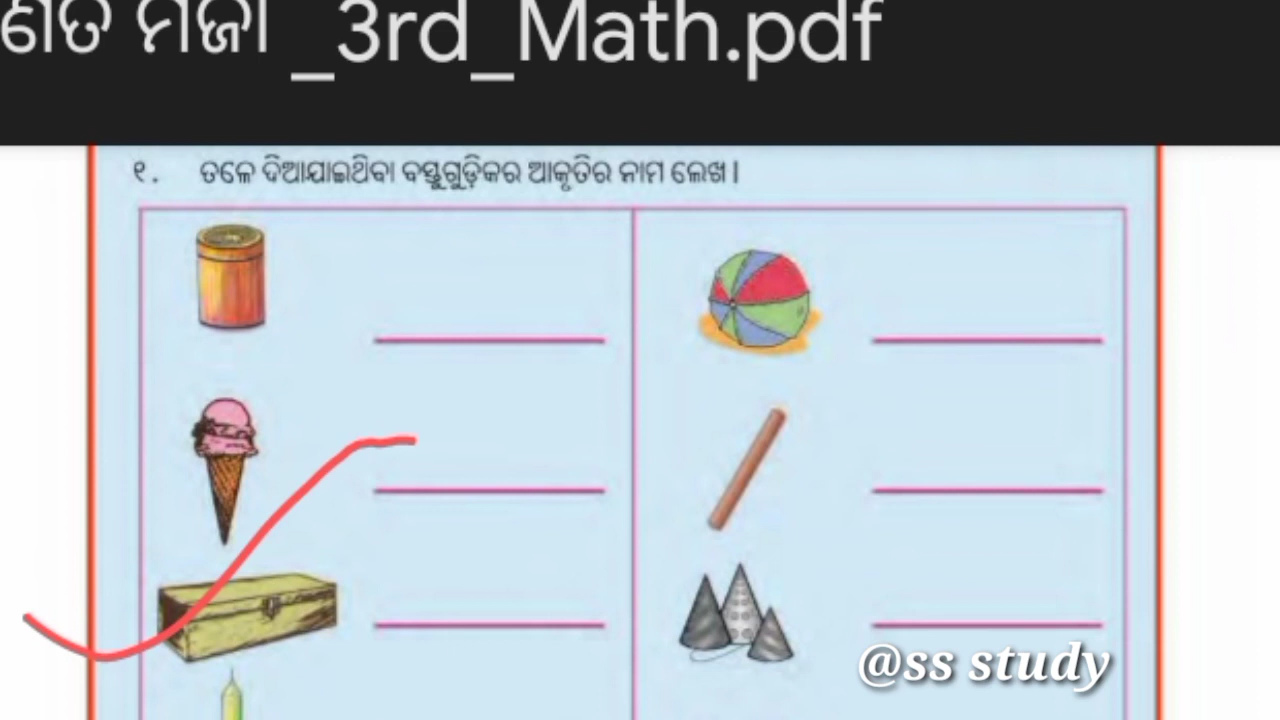 ଣିତ ମଜା _3rd_Math.pdf
୧. ତଳେ ଦିଆଯାଇଥିବା ବସ୍ତୁଗୁଡ଼ିକର ଆକୃତିର ନାମ ଲେଖ।
@ss study